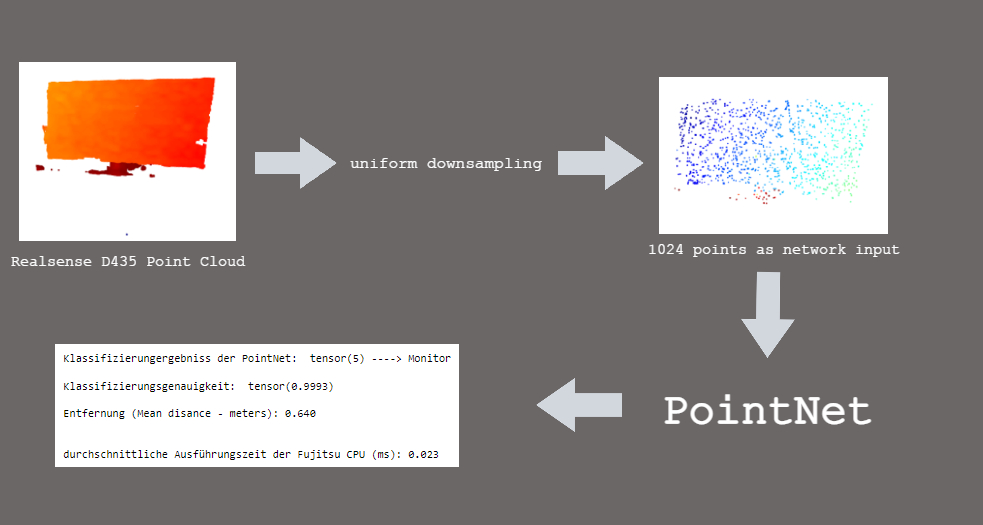 uniform downsampling
Realsense D435 Point Cloud
1024 points as network input
PointNet
Klassifizierungergebniss der PointNet:  tensor(5) ----> Monitor
Klassifizierungsgenauigkeit:  tensor(0.9993)
Entfernung (Mean disance - meters): 0.640
durchschnittliche Ausführungszeit der Fujitsu CPU (ms): 0.023